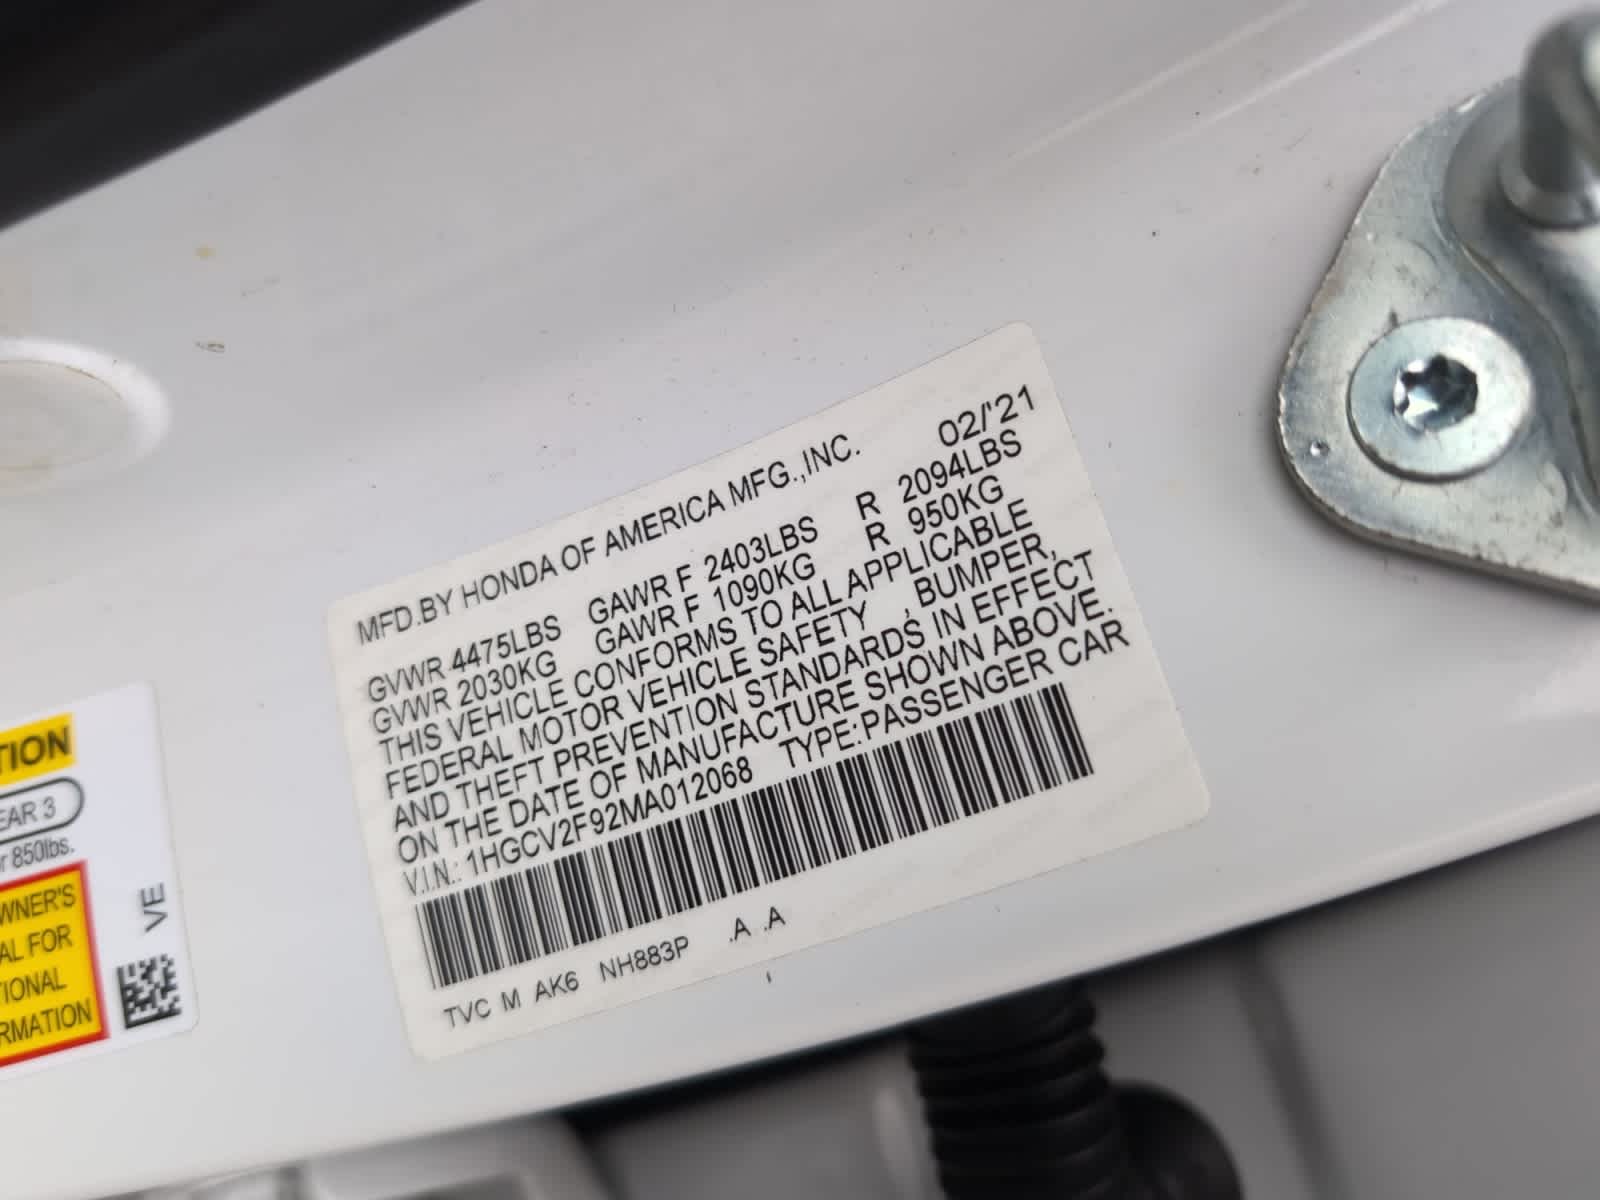 MFD.BY HONDA OF AMERICA MFG.,INC. 02/'21
GVWR 4475LBS GAWR F 2403LBS R 2094LBS
GVWR 2030KG GAWR F 1090KG R 950KG
THIS VEHICLE CONFORMS TO ALL APPLICABLE
FEDERAL MOTOR VEHICLE SAFETY , BUMPER,
AND THEFT PREVENTION STANDARDS IN EFFECT
ON THE DATE OF MANUFACTURE SHOWN ABOVE.
V.I.N.: 1HGCV2F92MA012068 TYPE:PASSENGER CAR
TVC M AK6 NH883P .A .A
TION
EAR 3
r 850lbs.
WNER'S
AL FOR
TIONAL
RMATION
VE